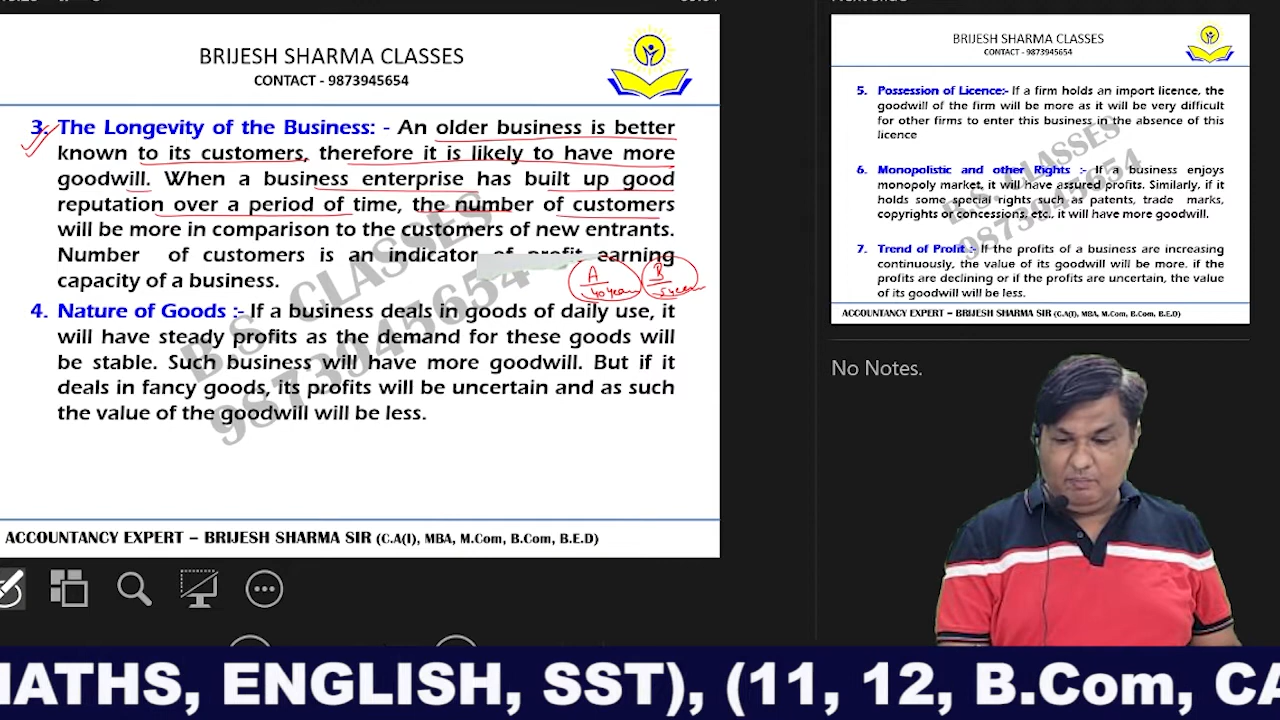 BRIJESH SHARMA CLASSES
CONTACT - 9873945654
3. The Longevity of the Business: - An older business is better
known to its customers, therefore it is likely to have more
goodwill. When a business enterprise has built up good
reputation over a period of time, the number of customers
will be more in comparison to the customers of new entrants.
Number of customers is an indicator of profit earning
capacity of a business.
A
40 year
B
5 year
4. Nature of Goods :- If a business deals in goods of daily use, it
will have steady profits as the demand for these goods will
be stable. Such business will have more goodwill. But if it
deals in fancy goods, its profits will be uncertain and as such
the value of the goodwill will be less.
B.S. CLASSES
9873945654
ACCOUNTANCY EXPERT – BRIJESH SHARMA SIR (C.A(I), MBA, M.Com, B.Com, B.E.D)
BRIJESH SHARMA CLASSES
CONTACT - 9873945654
5. Possession of Licence:- If a firm holds an import licence, the
goodwill of the firm will be more as it will be very difficult
for other firms to enter this business in the absence of this
licence
6. Monopolistic and other Rights :- If a business enjoys
monopoly market, it will have assured profits. Similarly, if it
holds some special rights such as patents, trade marks,
copyrights or concessions, etc., it will have more goodwill.
7. Trend of Profit :- If the profits of a business are increasing
continuously, the value of its goodwill will be more. if the
profits are declining or if the profits are uncertain, the value
of its goodwill will be less.
B.S. CLASSES
9873945654
ACCOUNTANCY EXPERT – BRIJESH SHARMA SIR (C.A(I), MBA, M.Com, B.Com, B.E.D)
No Notes.
MATHS, ENGLISH, SST), (11, 12, B.Com, CA